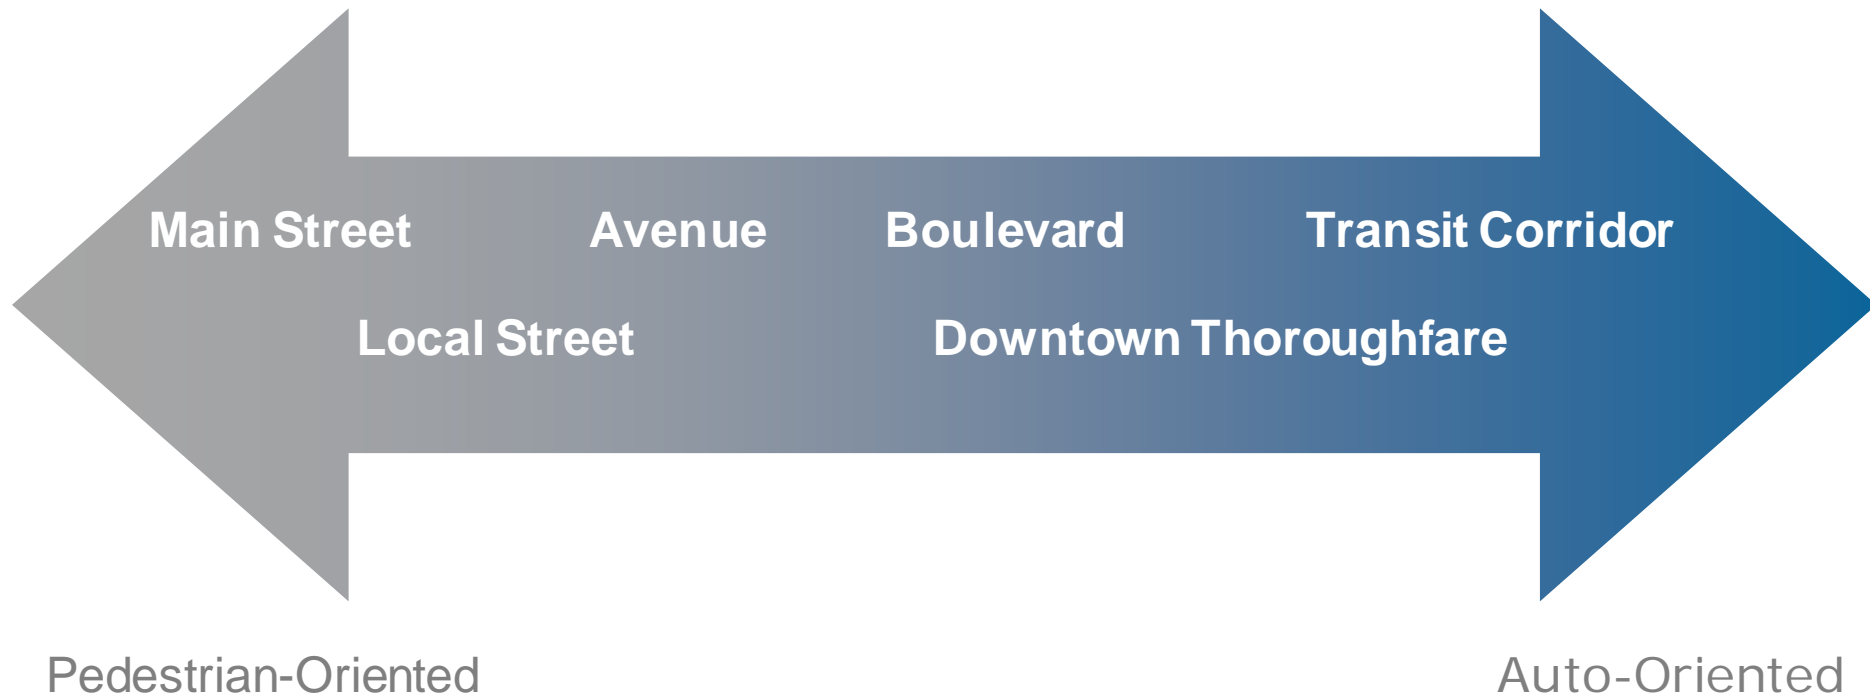 Main Street Avenue Boulevard Transit Corridor
Local Street Downtown Thoroughfare
Pedestrian-Oriented Auto-Oriented